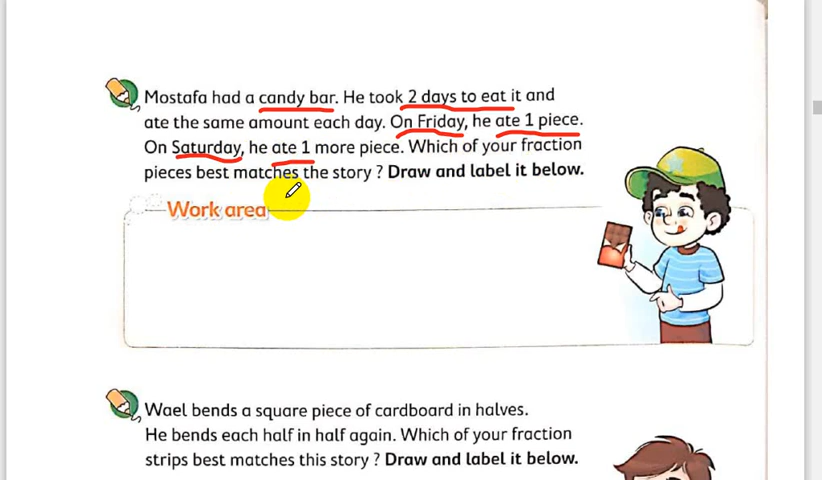 Mostafa had a candy bar. He took 2 days to eat it and
ate the same amount each day. On Friday, he ate 1 piece.
On Saturday, he ate 1 more piece. Which of your fraction
pieces best matches the story ? Draw and label it below.
Work area
Wael bends a square piece of cardboard in halves.
He bends each half in half again. Which of your fraction
strips best matches this story ? Draw and label it below.